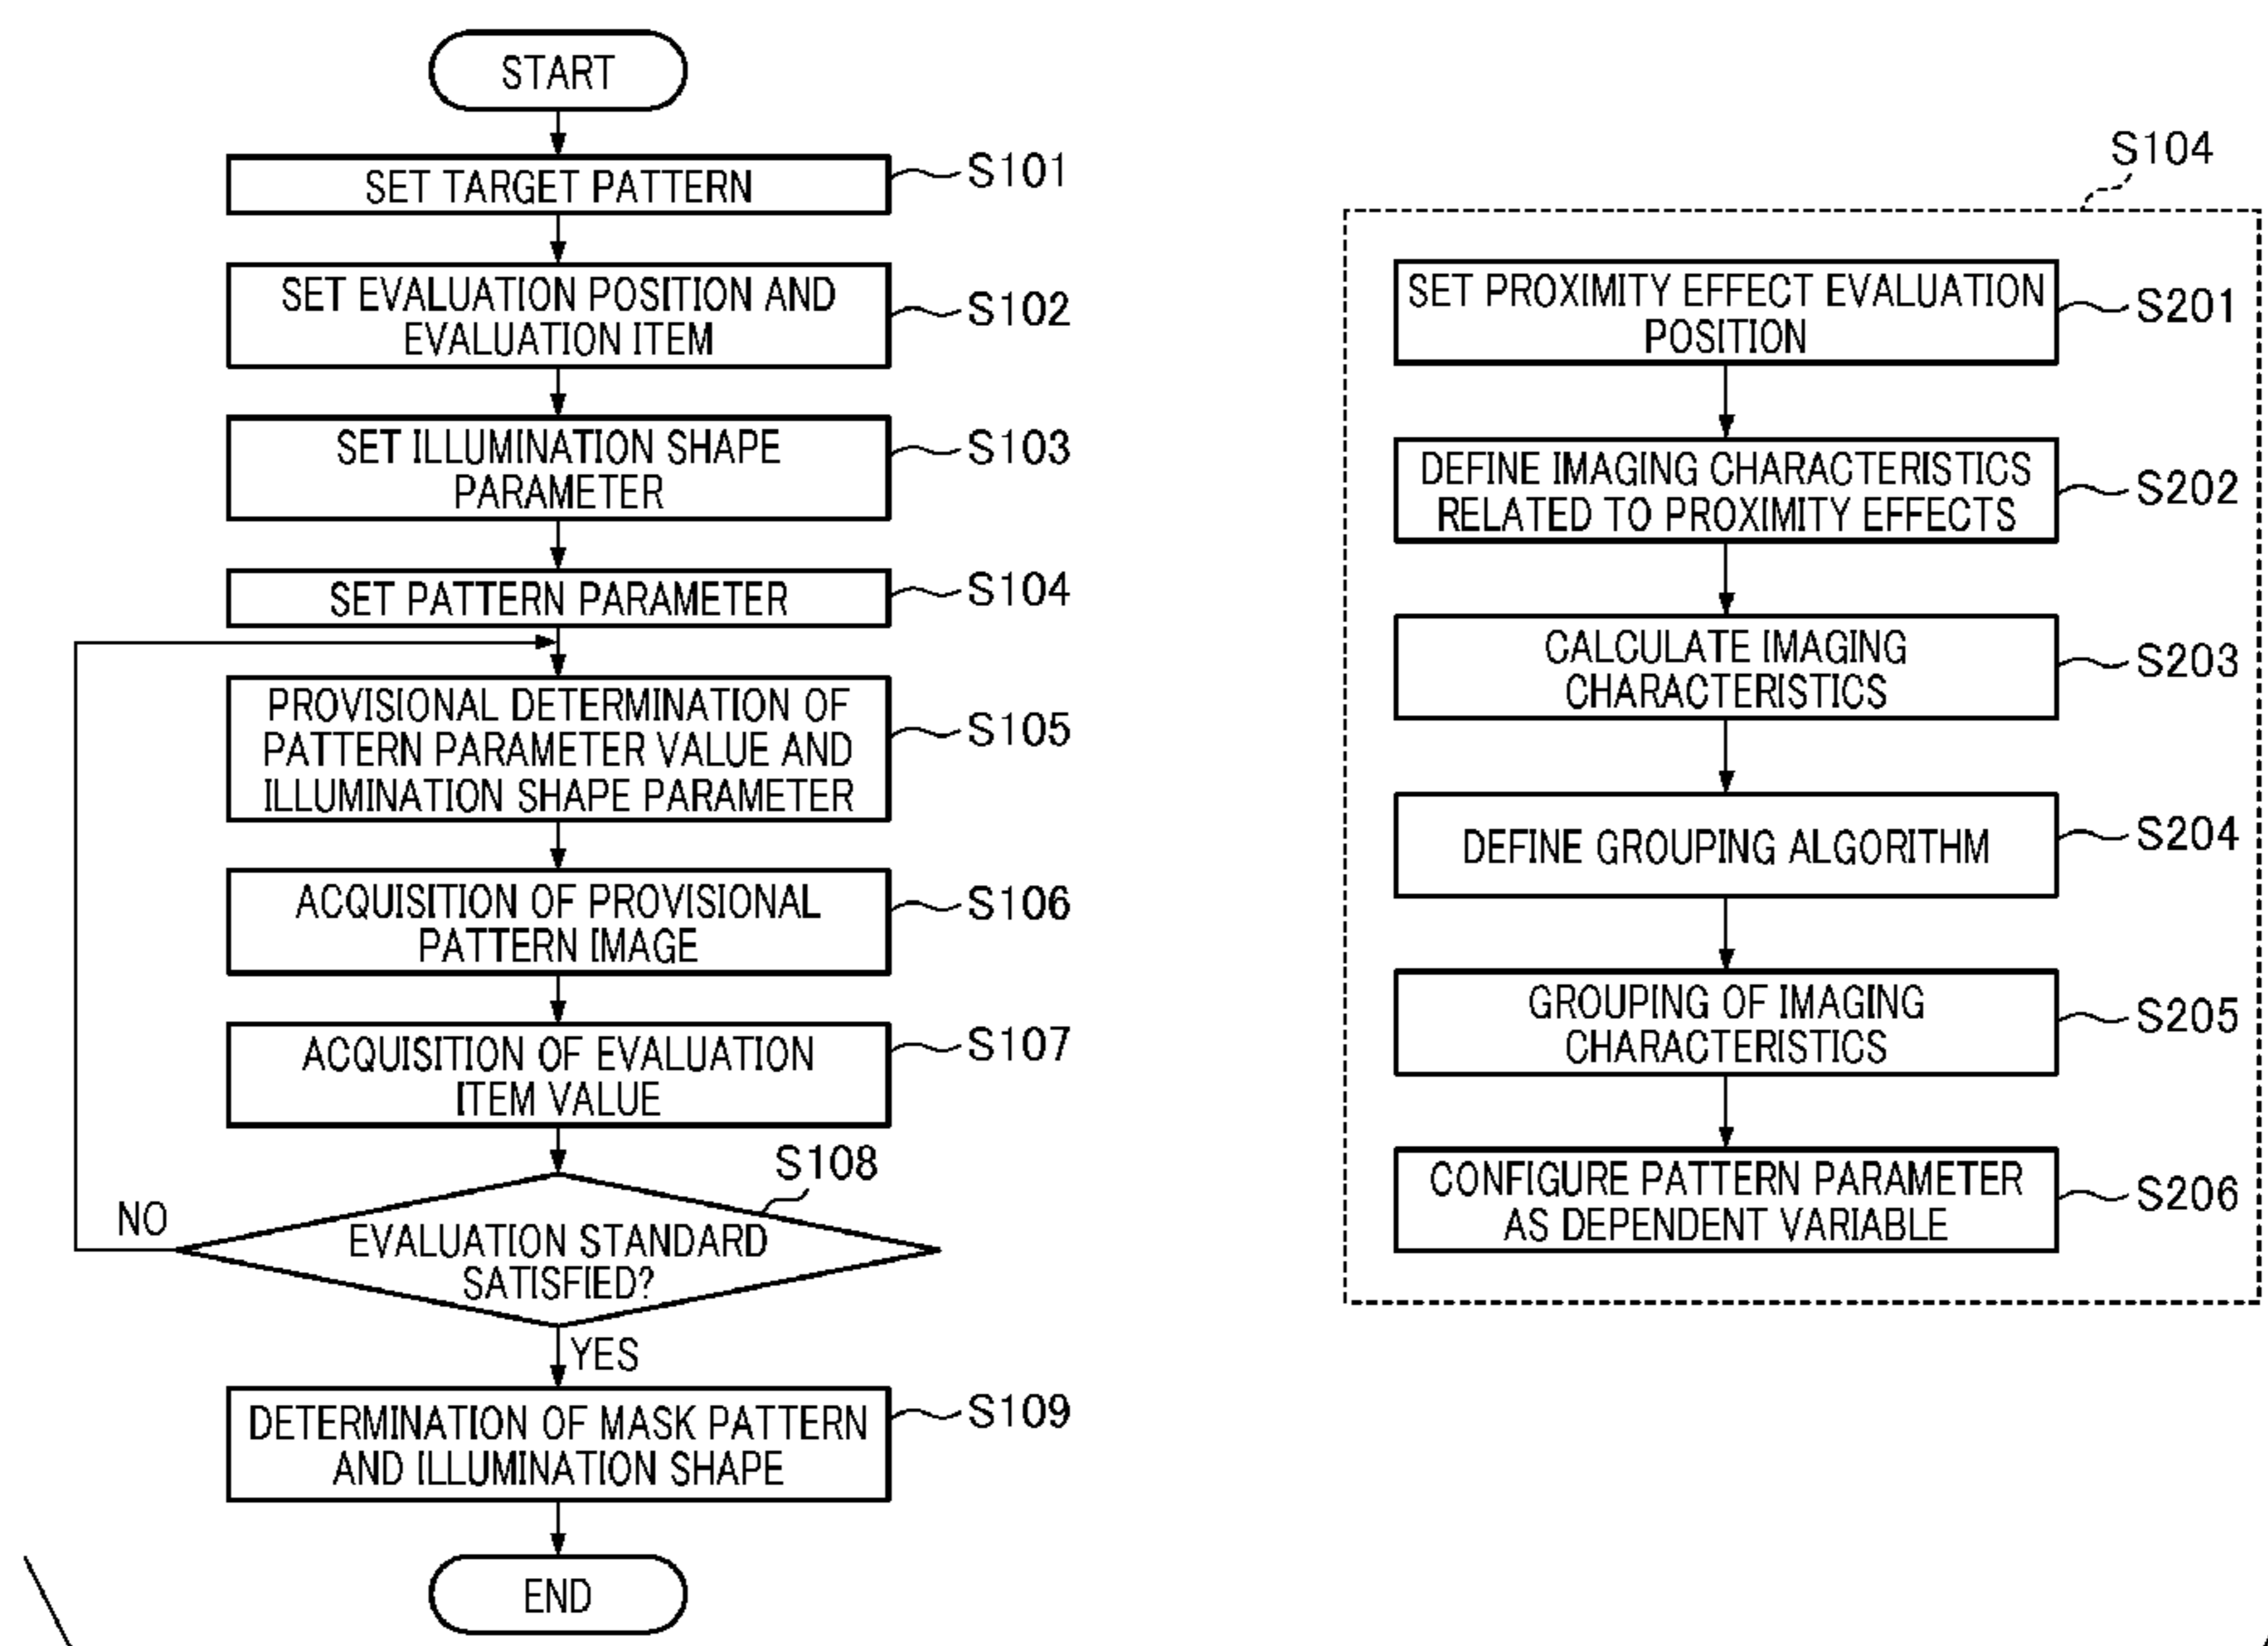 START
SET TARGET PATTERN
S101
SET EVALUATION POSITION AND
EVALUATION ITEM
S102
SET ILLUMINATION SHAPE
PARAMETER
S103
SET PATTERN PARAMETER
S104
PROVISIONAL DETERMINATION OF
PATTERN PARAMETER VALUE AND
ILLUMINATION SHAPE PARAMETER
S105
ACQUISITION OF PROVISIONAL
PATTERN IMAGE
S106
ACQUISITION OF EVALUATION
ITEM VALUE
S107
S108
NO
EVALUATION STANDARD
SATISFIED?
YES
DETERMINATION OF MASK PATTERN
AND ILLUMINATION SHAPE
S109
END
S104
SET PROXIMITY EFFECT EVALUATION
POSITION
S201
DEFINE IMAGING CHARACTERISTICS
RELATED TO PROXIMITY EFFECTS
S202
CALCULATE IMAGING
CHARACTERISTICS
S203
DEFINE GROUPING ALGORITHM
S204
GROUPING OF IMAGING
CHARACTERISTICS
S205
CONFIGURE PATTERN PARAMETER
AS DEPENDENT VARIABLE
S206